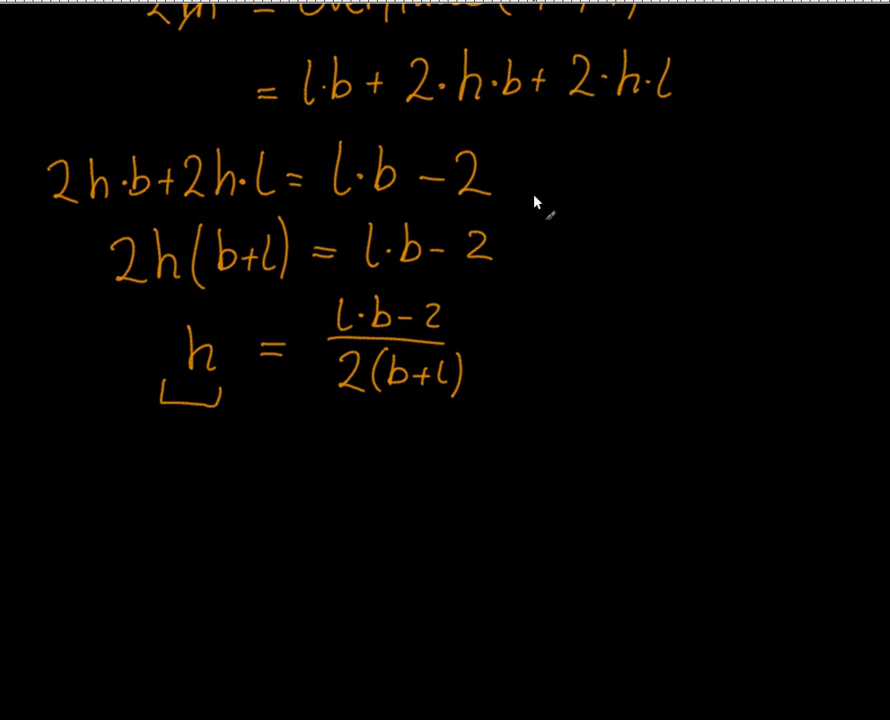 =
= l·b + 2·h·b + 2·h·l
2h·b+2h·l = l·b - 2
2h(b+l) = l·b - 2
h = l·b-2
2(b+l)